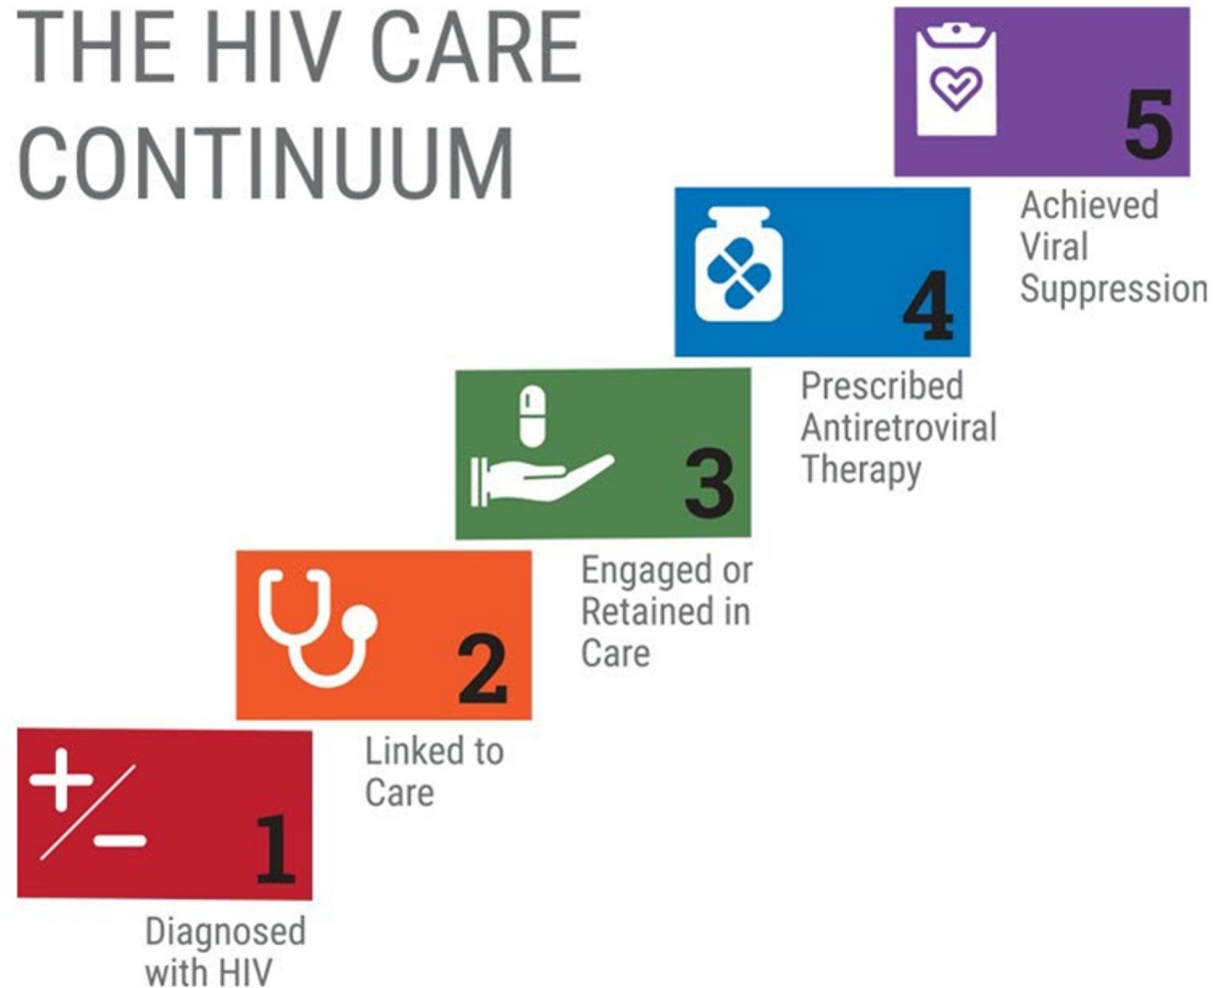 THE HIV CARE
CONTINUUM
5
Achieved
Viral
Suppression
4
Prescribed
Antiretroviral
Therapy
3
Engaged or
Retained in
Care
2
Linked to
Care
1
Diagnosed
with HIV